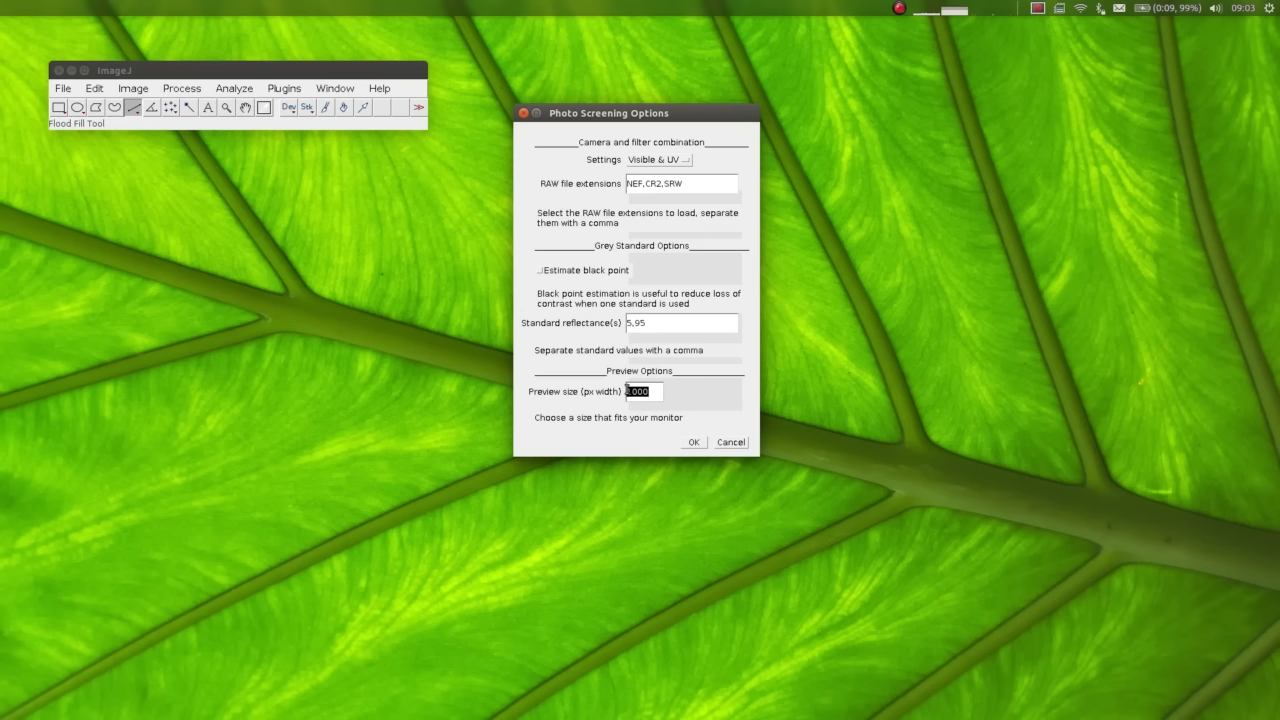 (0:09, 99%) 09:03
ImageJ
File Edit Image Process Analyze Plugins Window Help
A Dev Stk >>
Flood Fill Tool
Photo Screening Options
Camera and filter combination
Settings Visible & UV
RAW file extensions NEF,CR2,SRW
Select the RAW file extensions to load, separate
them with a comma
Grey Standard Options
Estimate black point
Black point estimation is useful to reduce loss of
contrast when one standard is used
Standard reflectance(s) 5,95
Separate standard values with a comma
Preview Options
Preview size (px width) 1000
Choose a size that fits your monitor
OK Cancel